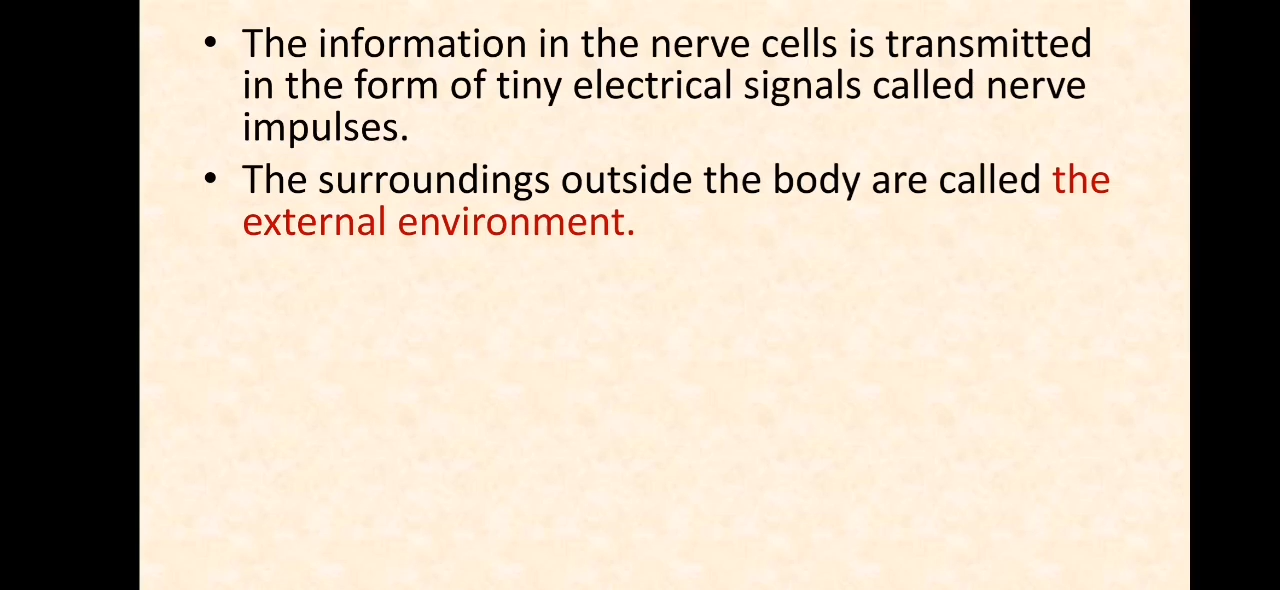 • The information in the nerve cells is transmitted
in the form of tiny electrical signals called nerve
impulses.
• The surroundings outside the body are called the
external environment.